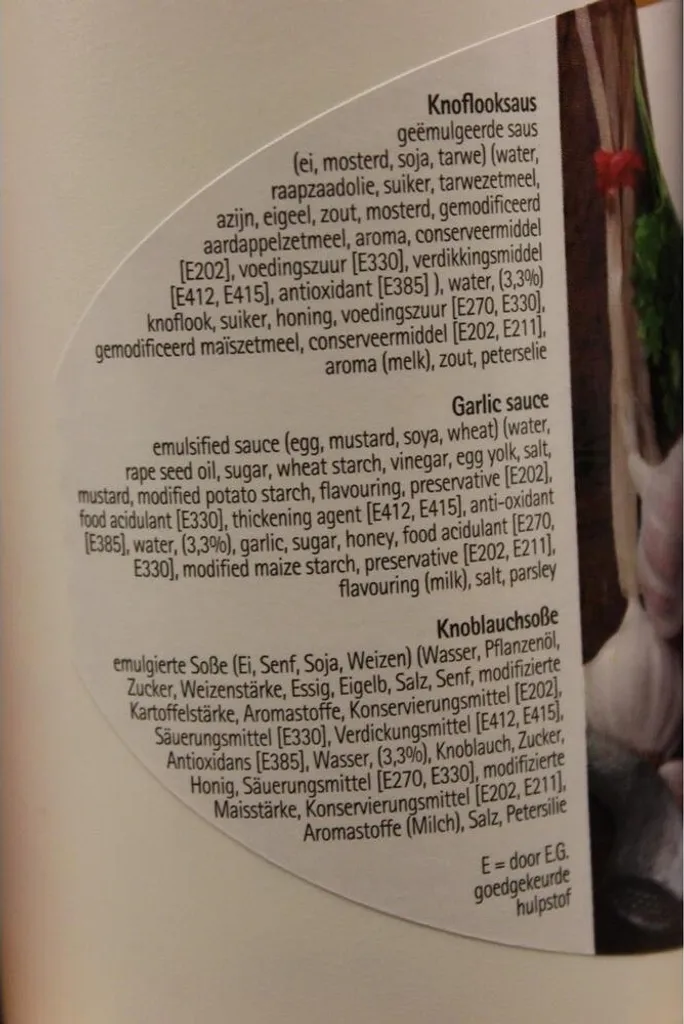 Knoflooksaus
geëmulgeerde saus
(ei, mosterd, soja, tarwe) (water,
raapzaadolie, suiker, tarwezetmeel,
azijn, eigeel, zout, mosterd, gemodificeerd
aardappelzetmeel, aroma, conserveermiddel
[E202], voedingszuur [E330], verdikkingsmiddel
[E412, E415], antioxidant [E385] ), water, (3,3%)
knoflook, suiker, honing, voedingszuur [E270, E330],
gemodificeerd maïszetmeel, conserveermiddel [E202, E211],
aroma (melk), zout, peterselie
Garlic sauce
emulsified sauce (egg, mustard, soya, wheat) (water,
rape seed oil, sugar, wheat starch, vinegar, egg yolk, salt,
mustard, modified potato starch, flavouring, preservative [E202],
food acidulant [E330], thickening agent [E412, E415], anti-oxidant
[E385], water, (3,3%), garlic, sugar, honey, food acidulant [E270,
E330], modified maize starch, preservative [E202, E211],
flavouring (milk), salt, parsley
Knoblauchsoße
emulgierte Soße (Ei, Senf, Soja, Weizen) (Wasser, Pflanzenöl,
Zucker, Weizenstärke, Essig, Eigelb, Salz, Senf, modifizierte
Kartoffelstärke, Aromastoffe, Konservierungsmittel [E202],
Säuerungsmittel [E330], Verdickungsmittel [E412, E415],
Antioxidans [E385], Wasser, (3,3%), Knoblauch, Zucker,
Honig, Säuerungsmittel [E270, E330], modifizierte
Maisstärke, Konservierungsmittel [E202, E211],
Aromastoffe (Milch), Salz, Petersilie
E = door E.G.
goedgekeurde
hulpstof